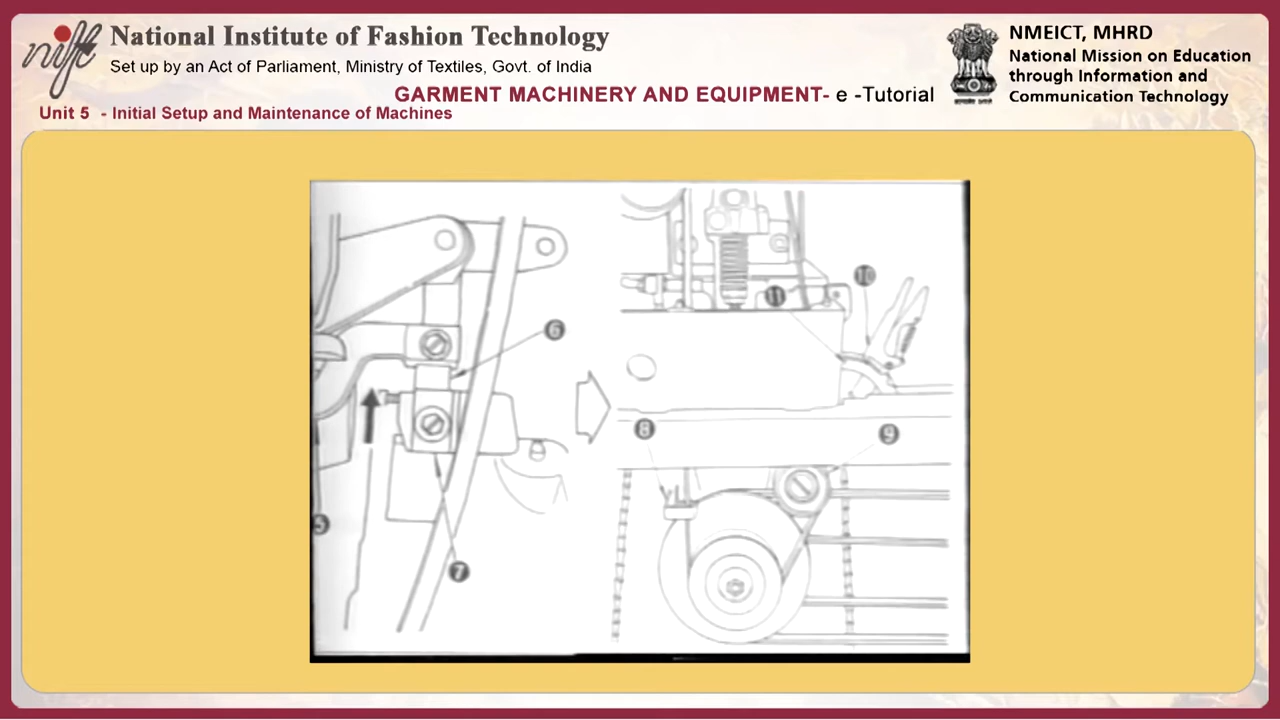 nift
National Institute of Fashion Technology
Set up by an Act of Parliament, Ministry of Textiles, Govt. of India
GARMENT MACHINERY AND EQUIPMENT- e -Tutorial
Unit 5 - Initial Setup and Maintenance of Machines
NMEICT, MHRD
National Mission on Education
through Information and
Communication Technology
10
11
6
8
9
5
7